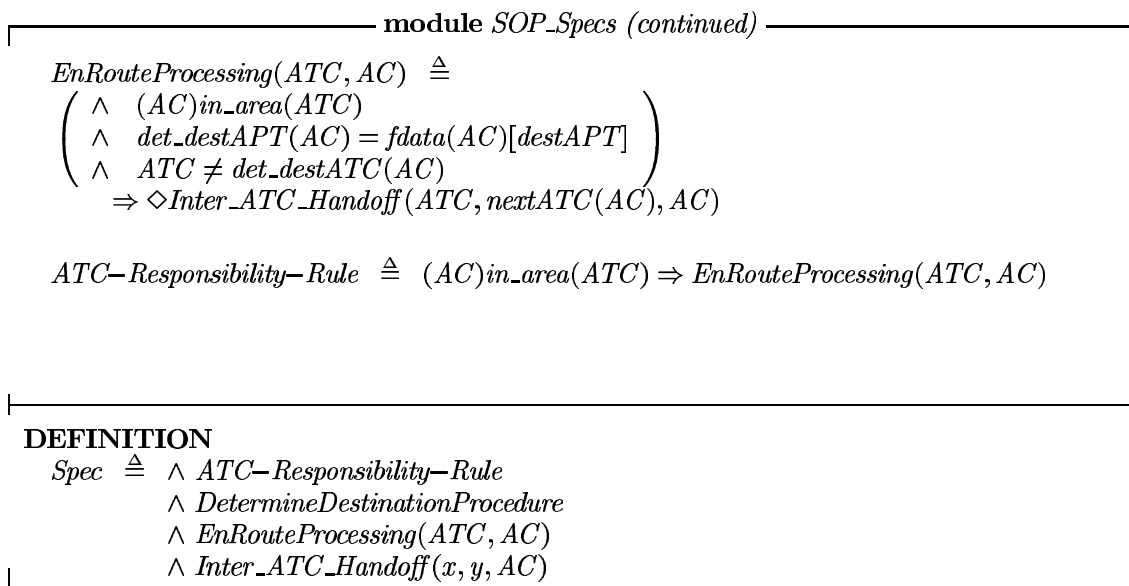 module SOP_Specs (continued)
EnRouteProcessing(ATC, AC) ≜
∧ (AC)in_area(ATC)
∧ det_destAPT(AC) = fdata(AC)[destAPT]
∧ ATC ≠ det_destATC(AC)
⇒ ◇Inter_ATC_Handoff(ATC, nextATC(AC), AC)
ATC–Responsibility–Rule ≜ (AC)in_area(ATC) ⇒ EnRouteProcessing(ATC, AC)
DEFINITION
Spec ≜ ∧ ATC–Responsibility–Rule
∧ DetermineDestinationProcedure
∧ EnRouteProcessing(ATC, AC)
∧ Inter_ATC_Handoff(x, y, AC)